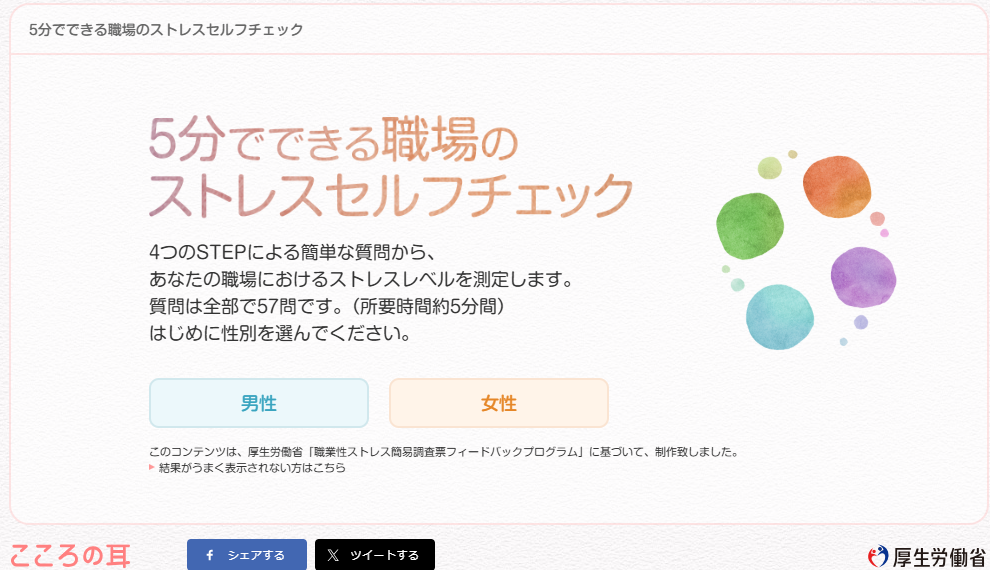 5分でできる職場のストレスセルフチェック
5分でできる職場の
ストレスセルフチェック
4つのSTEPによる簡単な質問から、
あなたの職場におけるストレスレベルを測定します。
質問は全部で57問です。（所要時間約5分間）
はじめに性別を選んでください。
男性 女性
このコンテンツは、厚生労働省「職業性ストレス簡易調査票フィードバックプログラム」に基づいて、制作致しました。
結果がうまく表示されない方はこちら
こころの耳 シェアする ツイートする 厚生労働省